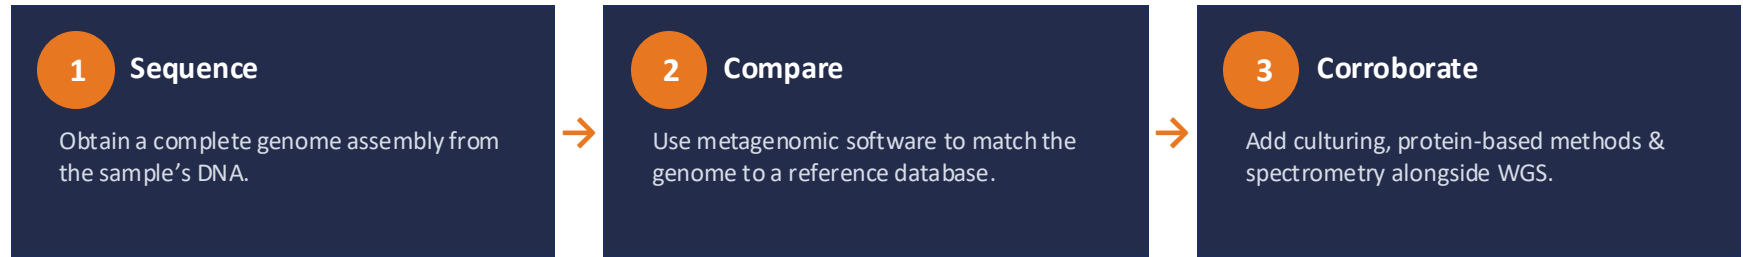 1 Sequence
Obtain a complete genome assembly from
the sample’s DNA.
2 Compare
Use metagenomic software to match the
genome to a reference database.
3 Corroborate
Add culturing, protein-based methods &
spectrometry alongside WGS.